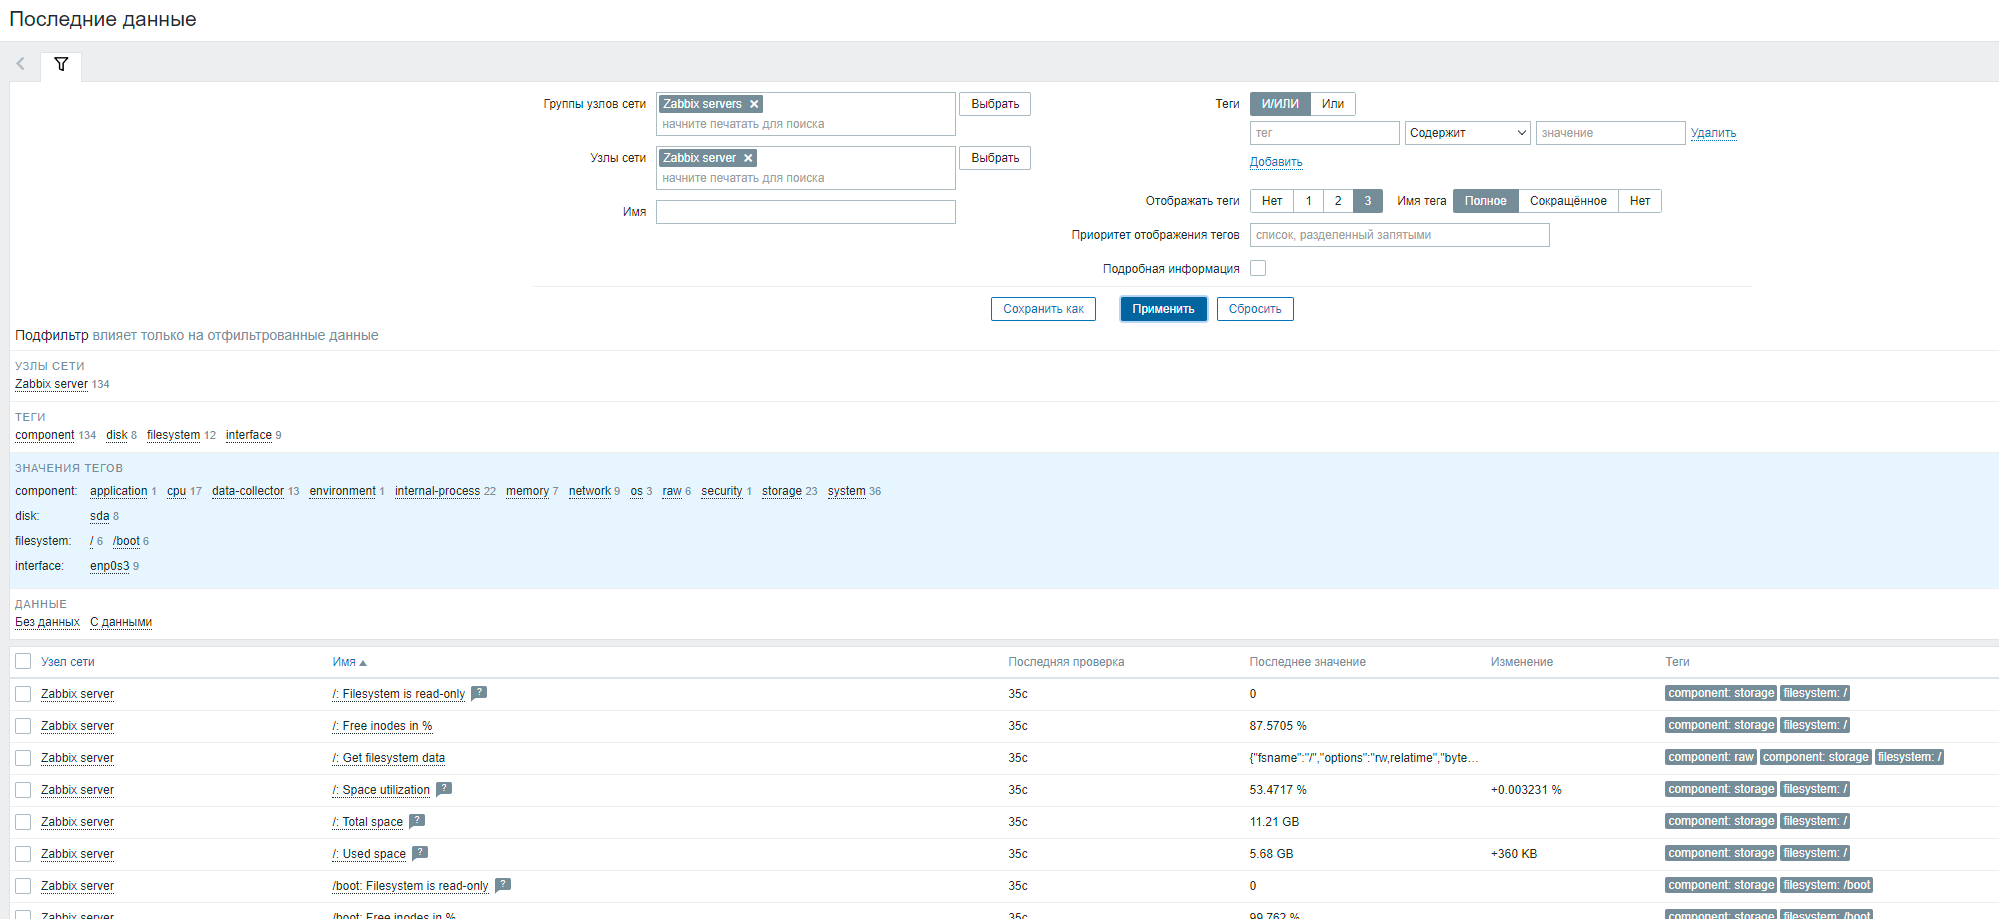 Последние данные
Группы узлов сети Zabbix servers Выбрать
начните печатать для поиска
Узлы сети Zabbix server Выбрать
начните печатать для поиска
Имя
Теги И/ИЛИ Или
тег Содержит значение Удалить
Добавить
Отображать теги Нет 1 2 3 Имя тега Полное Сокращённое Нет
Приоритет отображения тегов список, разделенный запятыми
Подробная информация
Сохранить как Применить Сбросить
Подфильтр влияет только на отфильтрованные данные
УЗЛЫ СЕТИ
Zabbix server 134
ТЕГИ
component 134 disk 8 filesystem 12 interface 9
ЗНАЧЕНИЯ ТЕГОВ
component: application 1 cpu 17 data-collector 13 environment 1 internal-process 22 memory 7 network 9 os 3 raw 6 security 1 storage 23 system 36
disk: sda 8
filesystem: / 6 /boot 6
interface: enp0s3 9
ДАННЫЕ
Без данных С данными
Узел сети Имя Последняя проверка Последнее значение Изменение Теги
Zabbix server /: Filesystem is read-only ? 35с 0 component: storage filesystem: /
Zabbix server /: Free inodes in % 35с 87.5705 % component: storage filesystem: /
Zabbix server /: Get filesystem data 35с {"fsname":"/","options":"rw,relatime","byte... component: raw component: storage filesystem: /
Zabbix server /: Space utilization ? 35с 53.4717 % +0.003231 % component: storage filesystem: /
Zabbix server /: Total space ? 35с 11.21 GB component: storage filesystem: /
Zabbix server /: Used space ? 35с 5.68 GB +360 KB component: storage filesystem: /
Zabbix server /boot: Filesystem is read-only ? 35с 0 component: storage filesystem: /boot
Zabbix server /boot: Free inodes in % 35с 99.762 % component: storage filesystem: /boot